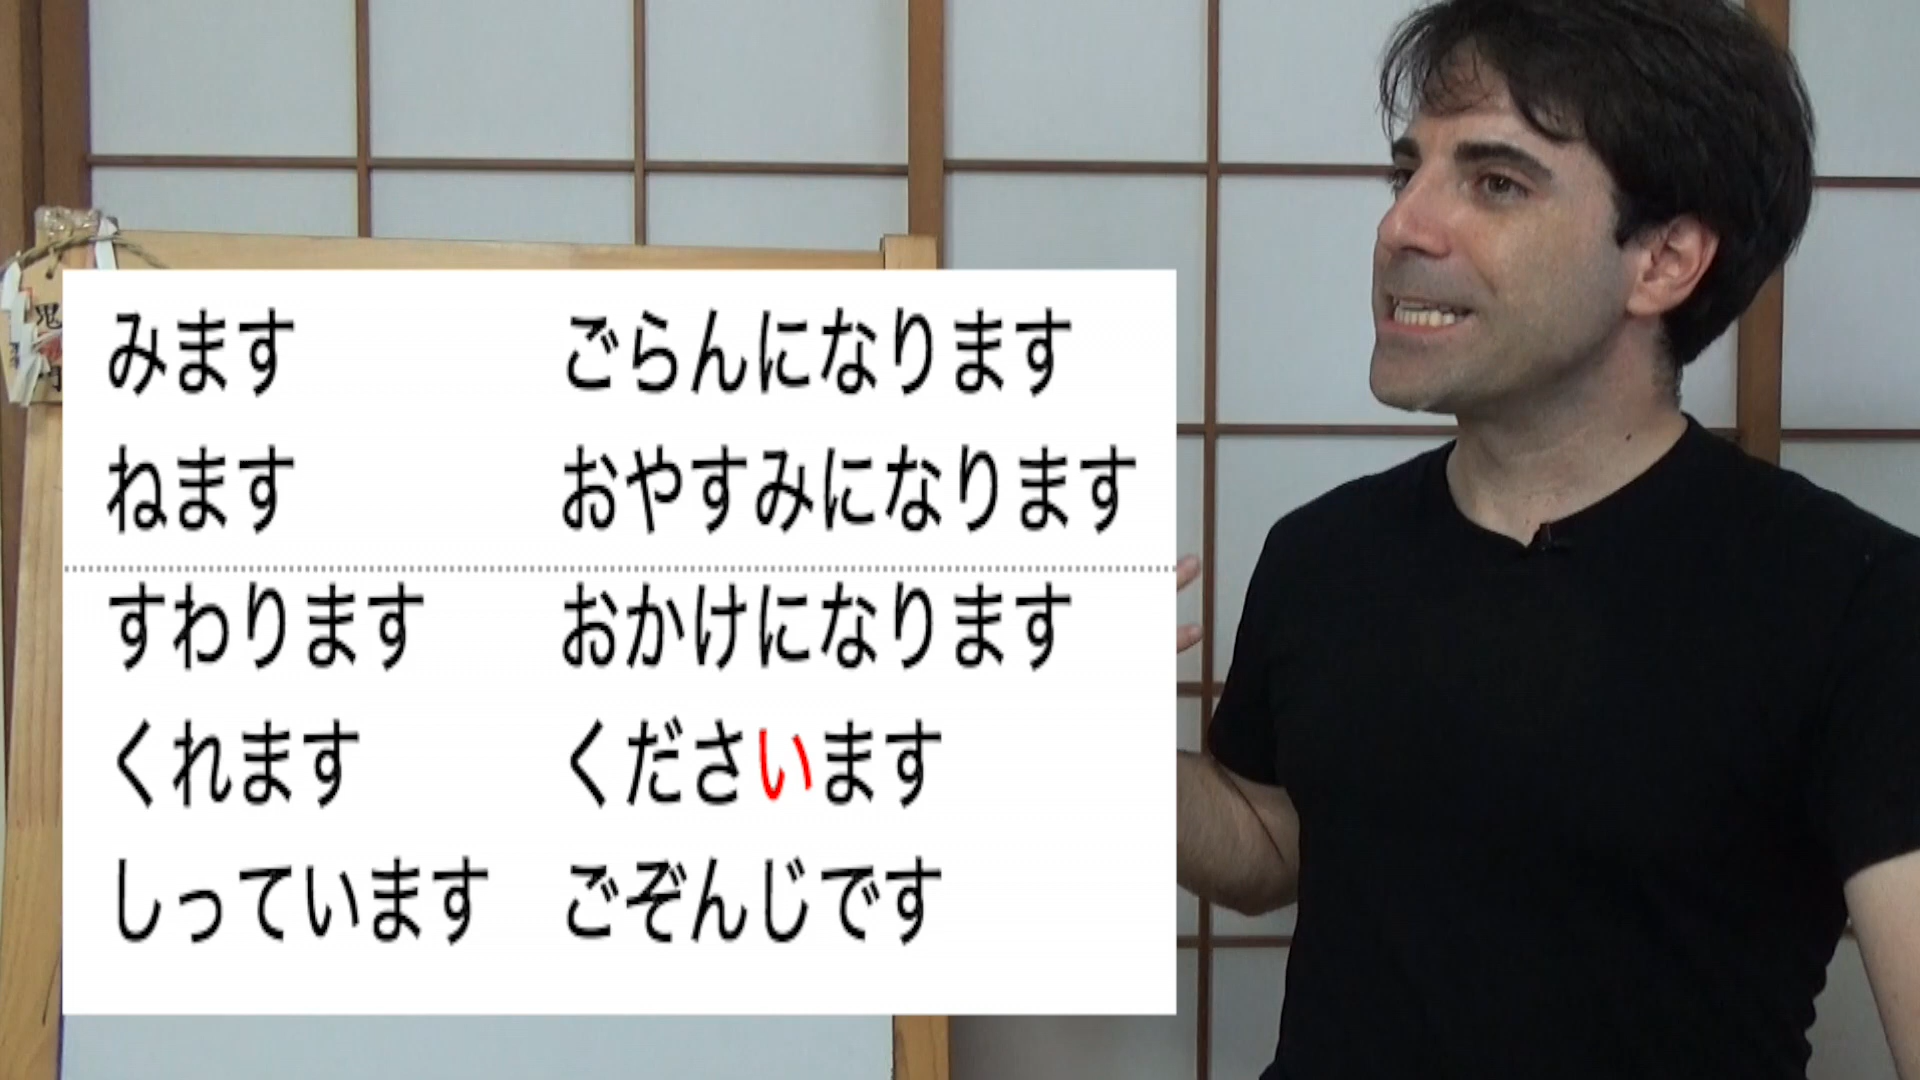 みます ごらんになります
ねます おやすみになります
すわります おかけになります
くれます くださいます
しっています ごぞんじです